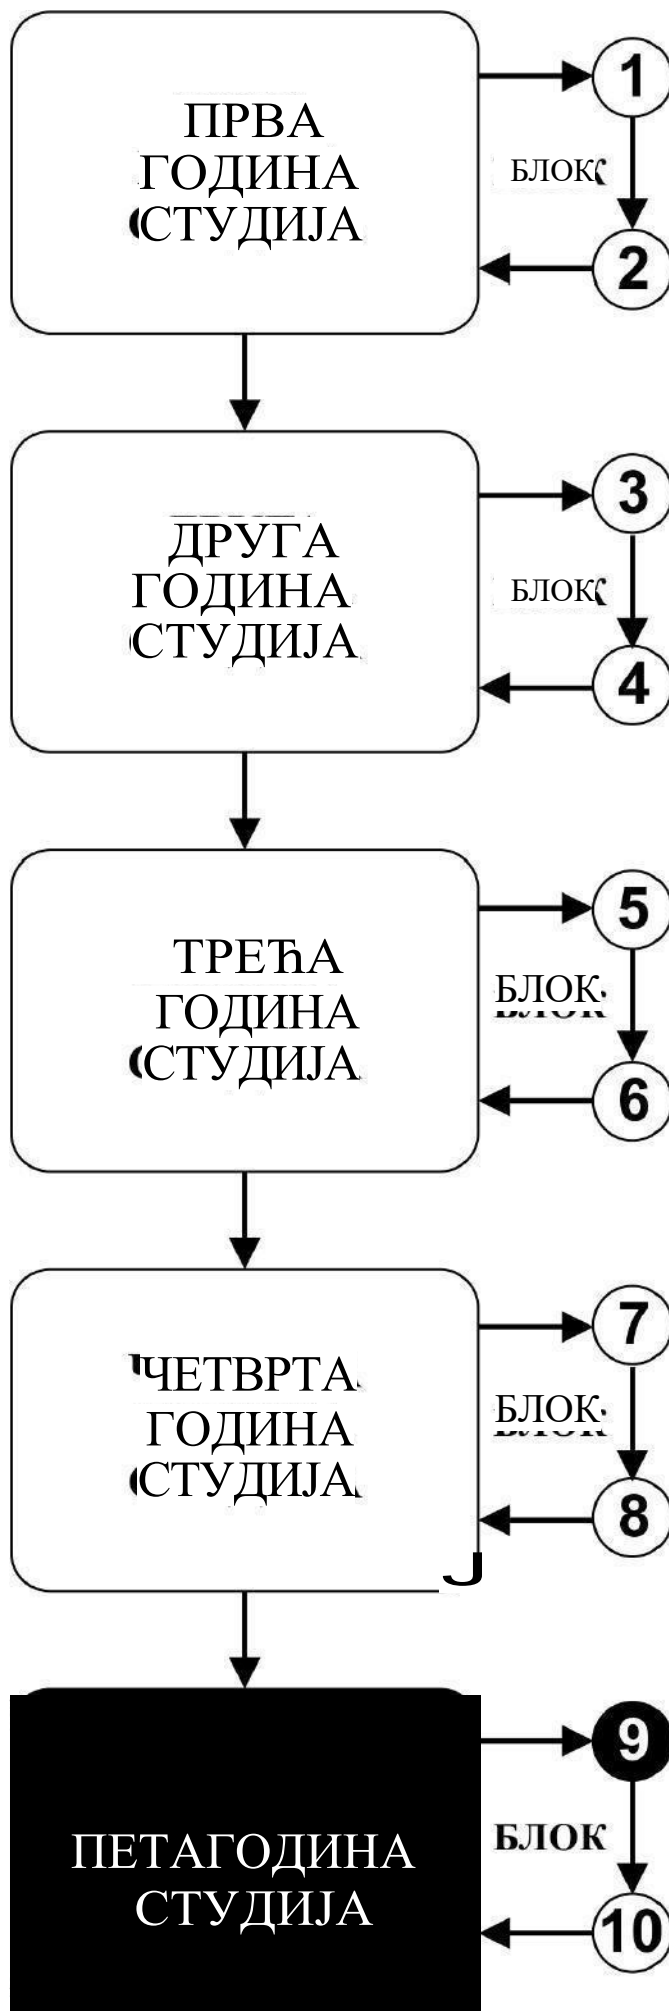 ПРВА
ГОДИНА
СТУДИЈА
1
БЛОК
2
ДРУГА
ГОДИНА
СТУДИЈА
3
БЛОК
4
ТРЕЋА
ГОДИНА
СТУДИЈА
5
БЛОК
6
ЧЕТВРТА
ГОДИНА
СТУДИЈА
7
БЛОК
8
ПЕТАГОДИНА
СТУДИЈА
9
БЛОК
10